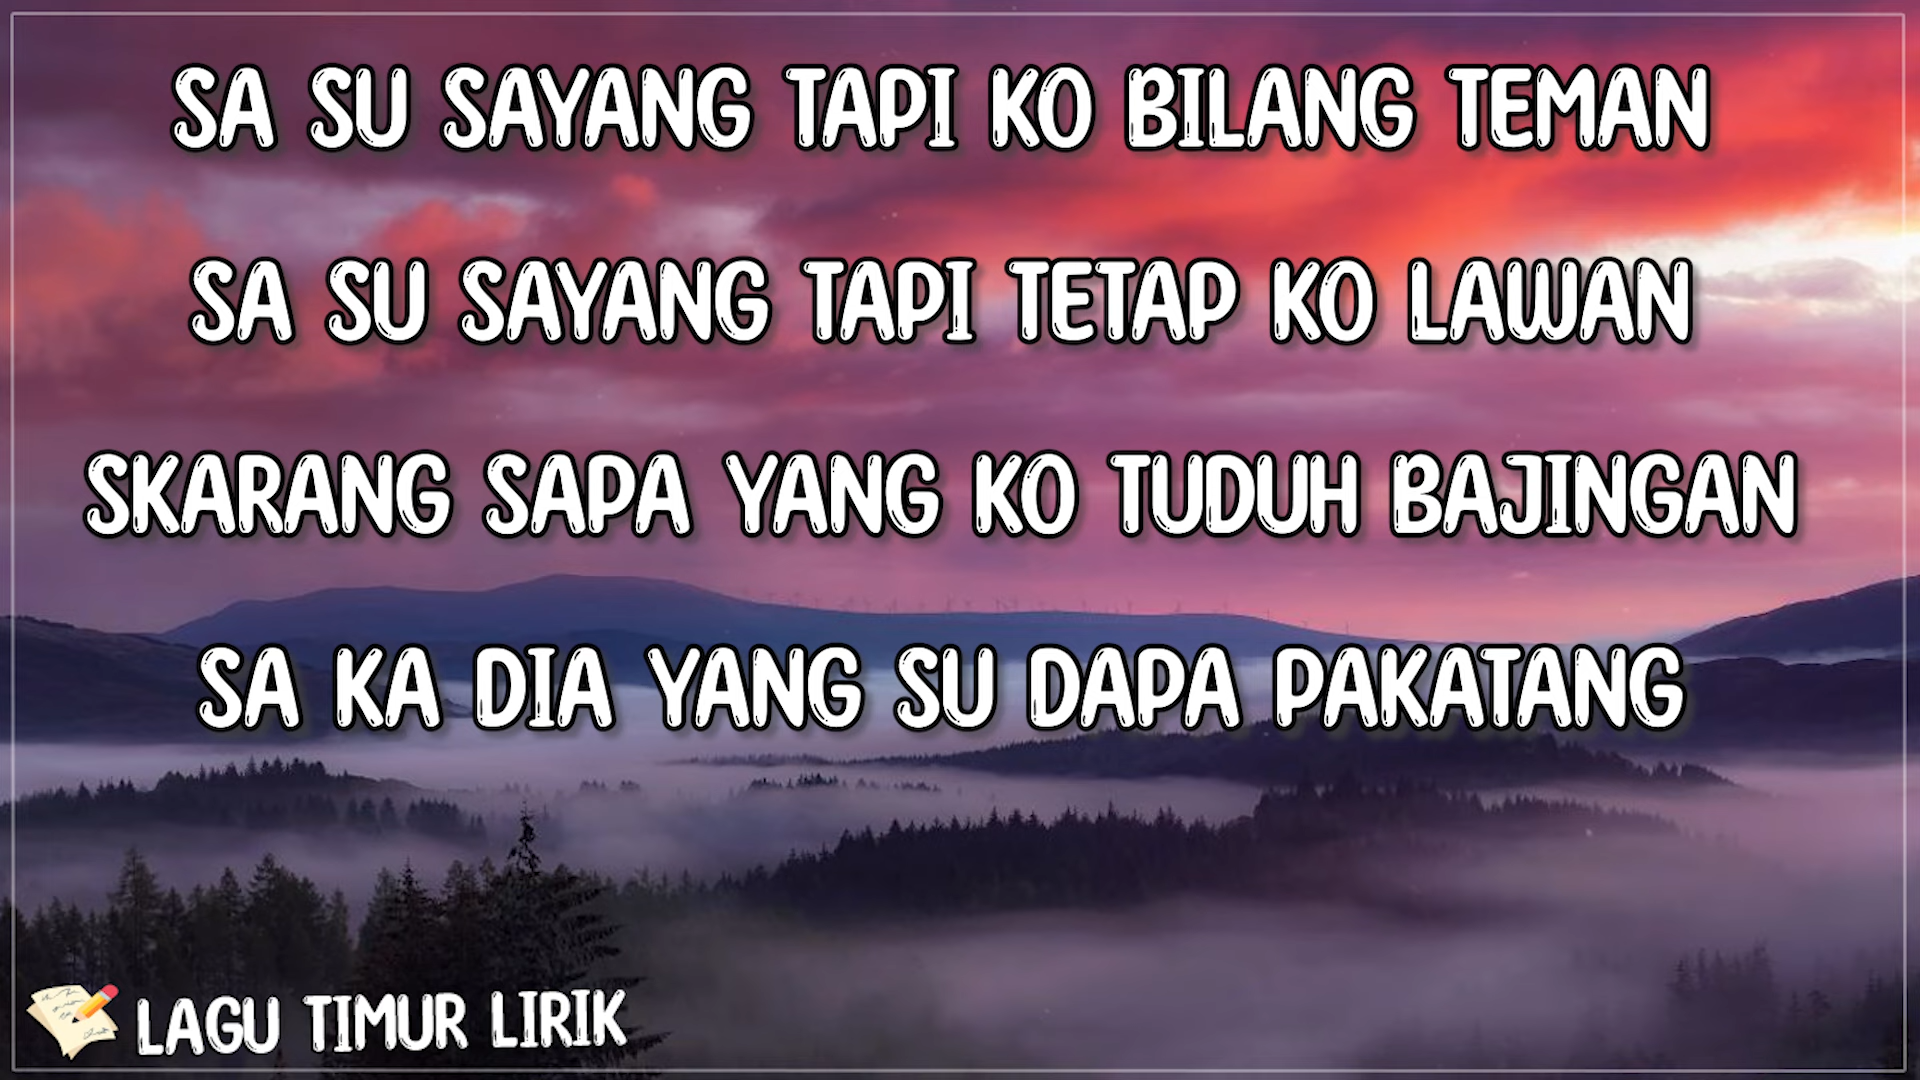 SA SU SAYANG TAPI KO BILANG TEMAN
SA SU SAYANG TAPI TETAP KO LAWAN
SKARANG SAPA YANG KO TUDUH BAJINGAN
SA KA DIA YANG SU DAPA PAKATANG
LAGU TIMUR LIRIK